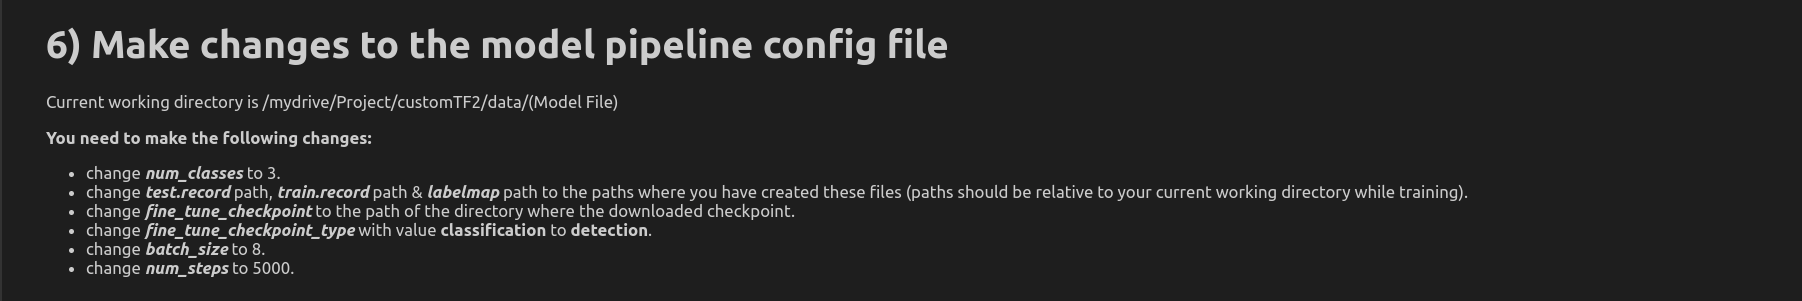 6) Make changes to the model pipeline config file
Current working directory is /mydrive/Project/customTF2/data/(Model File)
You need to make the following changes:
• change num_classes to 3.
• change test.record path, train.record path & labelmap path to the paths where you have created these files (paths should be relative to your current working directory while training).
• change fine_tune_checkpoint to the path of the directory where the downloaded checkpoint.
• change fine_tune_checkpoint_type with value classification to detection.
• change batch_size to 8.
• change num_steps to 5000.